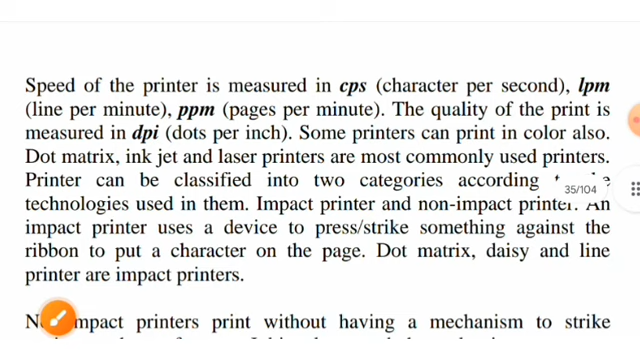 Speed of the printer is measured in cps (character per second), lpm
(line per minute), ppm (pages per minute). The quality of the print is
measured in dpi (dots per inch). Some printers can print in color also.
Dot matrix, ink jet and laser printers are most commonly used printers.
Printer can be classified into two categories according
35/104
technologies used in them. Impact printer and non-impact printer. An
impact printer uses a device to press/strike something against the
ribbon to put a character on the page. Dot matrix, daisy and line
printer are impact printers.
impact printers print without having a mechanism to strike